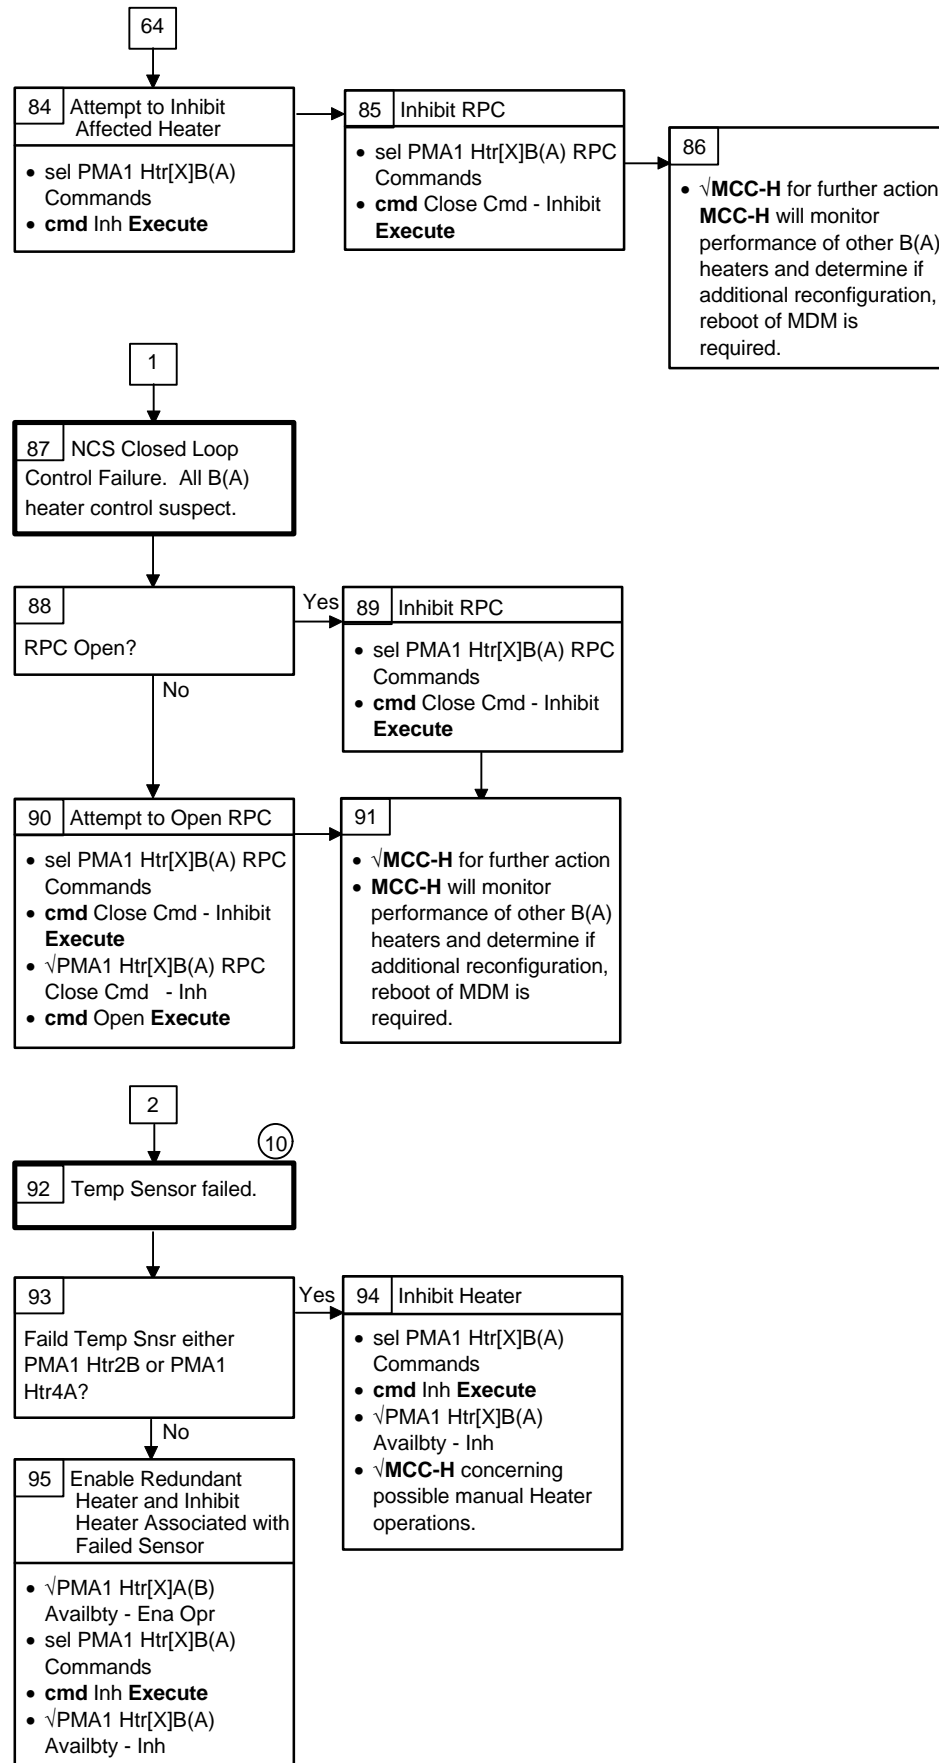 64
84 Attempt to Inhibit
Affected Heater
• sel PMA1 Htr[X]B(A)
Commands
• cmd Inh Execute
85 Inhibit RPC
• sel PMA1 Htr[X]B(A) RPC
Commands
• cmd Close Cmd - Inhibit
Execute
86
• √MCC-H for further action
MCC-H will monitor
performance of other B(A)
heaters and determine if
additional reconfiguration,
reboot of MDM is
required.
1
87 NCS Closed Loop
Control Failure. All B(A)
heater control suspect.
88
RPC Open?
Yes
No
89 Inhibit RPC
• sel PMA1 Htr[X]B(A) RPC
Commands
• cmd Close Cmd - Inhibit
Execute
90 Attempt to Open RPC
• sel PMA1 Htr[X]B(A) RPC
Commands
• cmd Close Cmd - Inhibit
Execute
• √PMA1 Htr[X]B(A) RPC
Close Cmd - Inh
• cmd Open Execute
91
• √MCC-H for further action
• MCC-H will monitor
performance of other B(A)
heaters and determine if
additional reconfiguration,
reboot of MDM is
required.
2
10
92 Temp Sensor failed.
93
Faild Temp Snsr either
PMA1 Htr2B or PMA1
Htr4A?
Yes
No
94 Inhibit Heater
• sel PMA1 Htr[X]B(A)
Commands
• cmd Inh Execute
• √PMA1 Htr[X]B(A)
Availbty - Inh
• √MCC-H concerning
possible manual Heater
operations.
95 Enable Redundant
Heater and Inhibit
Heater Associated with
Failed Sensor
• √PMA1 Htr[X]A(B)
Availbty - Ena Opr
• sel PMA1 Htr[X]B(A)
Commands
• cmd Inh Execute
• √PMA1 Htr[X]B(A)
Availbty - Inh